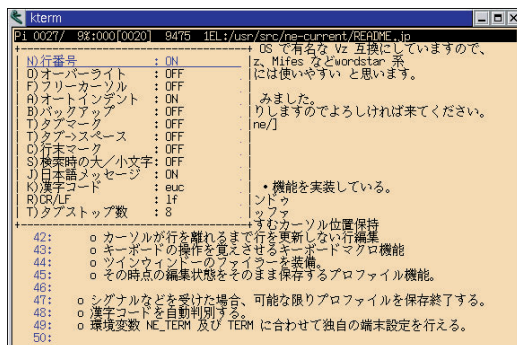 kterm
Pi 0027/  9%:000[0020]  9475  1EL:/usr/src/ne-current/README.jp
+-------------------------------+ OS で有名な Vz 互換にしていますので、
| N)行番号          : ON        |z、Mifes などwordstar 系
| O)オーバーライト  : OFF       |には使いやすい と思います。
| F)フリーカーソル  : OFF       |
| A)オートインデント : ON       | みました。
| B)バックアップ    : OFF       |りしますのでよろしければ来てください。
| T)タブマーク      : OFF       |ne/]
| T)タブ->スペース  : OFF       |
| C)行末マーク      : OFF       |
| S)検索時の大／小文字: OFF     |
| J)日本語メッセージ : ON       |
| K)漢字コード      : euc       | ・機能を実装している。
| R)CR/LF           : lf        |ンドゥ
| T)タブストップ数  : 8         |ッファ
+-------------------------------+すむカーソル位置保持
42:     o カーソルが行を離れるまで行を更新しない行編集
43:     o キーボードの操作を覚えさせるキーボードマクロ機能
44:     o ツインウィンドーのファイラーを装備。
45:     o その時点の編集状態をそのまま保存するプロファイル機能。
46:
47:   o シグナルなどを受けた場合、可能な限りプロファイルを保存終了する。
48:   o 漢字コードを自動判別する。
49:   o 環境変数 NE_TERM 及び TERM に合わせて独自の端末設定を行える。
50: